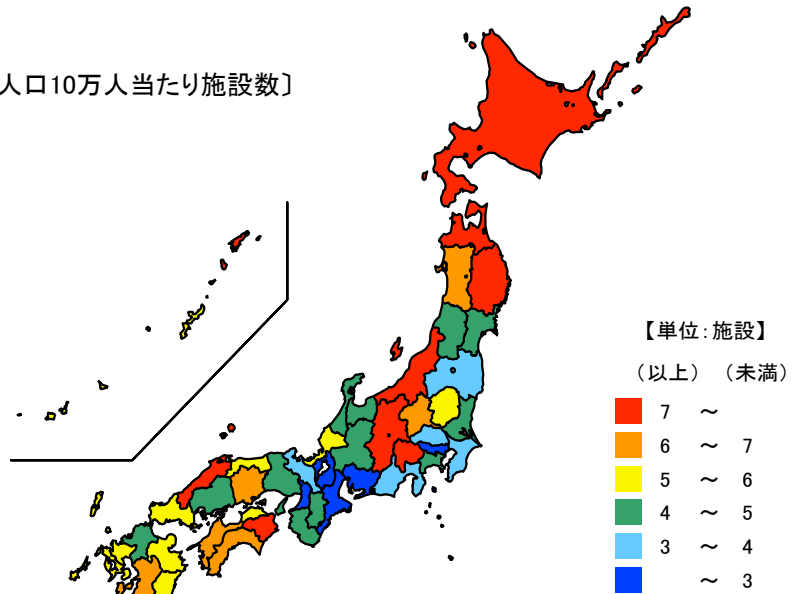 人口10万人当たり施設数〕
【単位：施設】
（以上） （未満）
7 ～
6 ～ 7
5 ～ 6
4 ～ 5
3 ～ 4
～ 3